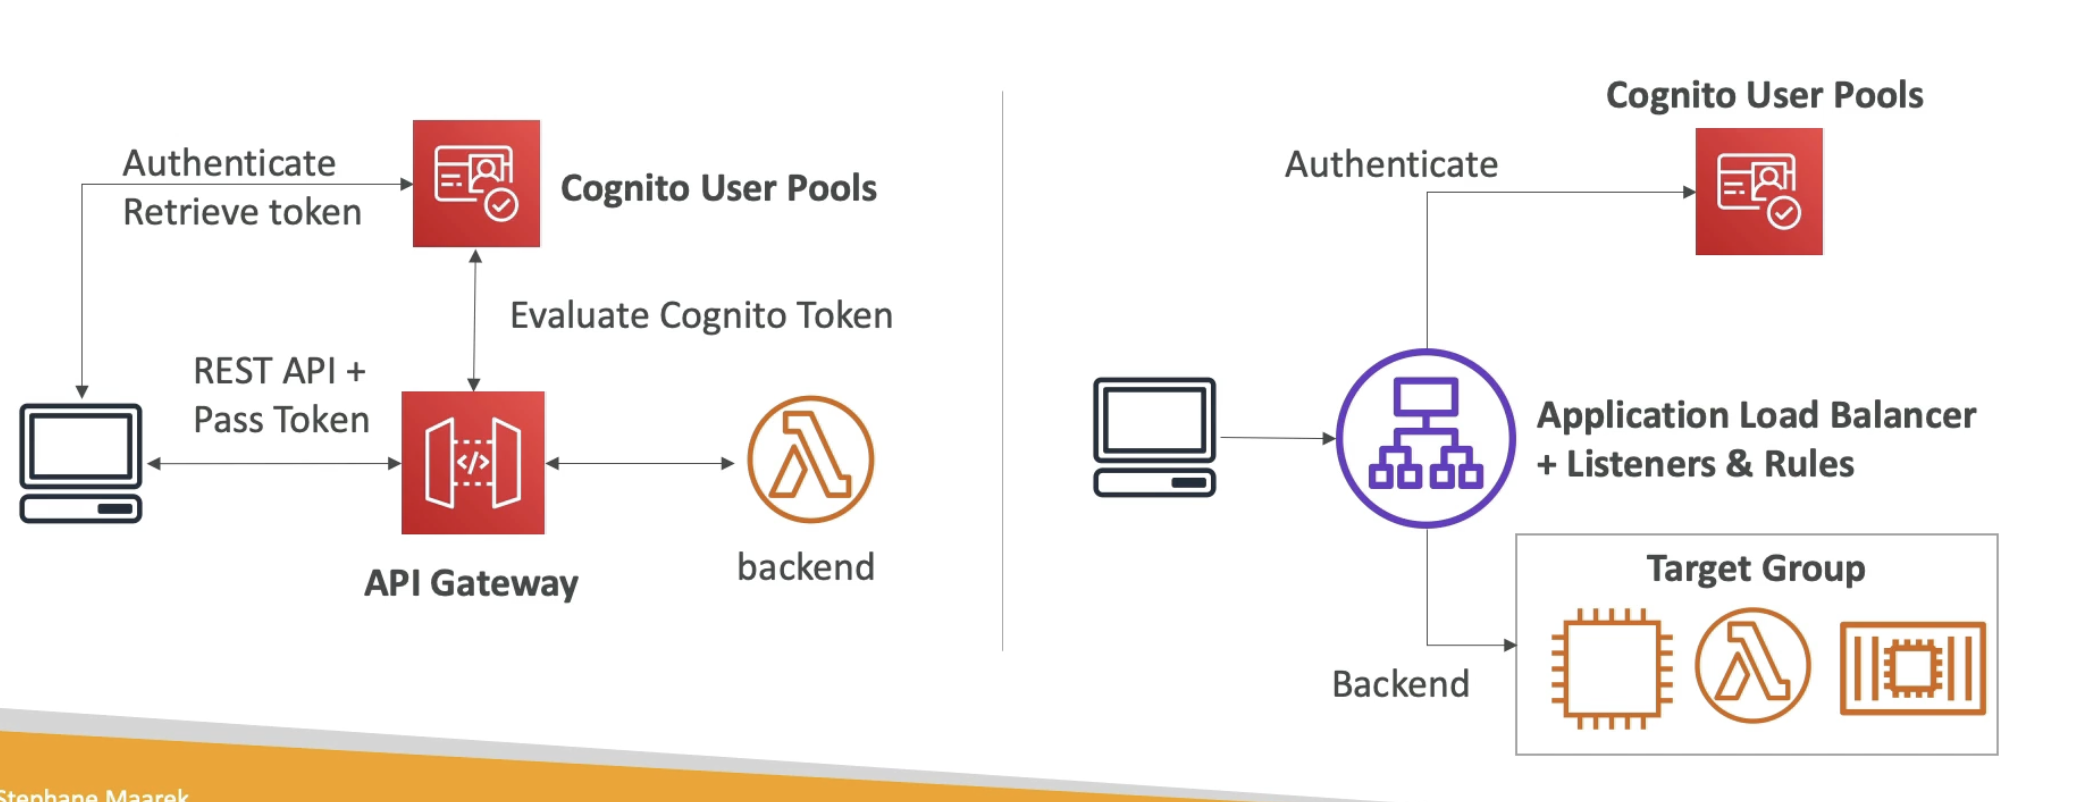 Authenticate
Retrieve token
Cognito User Pools
Evaluate Cognito Token
REST API +
Pass Token
</>
API Gateway
backend
Cognito User Pools
Authenticate
Application Load Balancer
+ Listeners & Rules
Target Group
Backend
Stephane Maarek